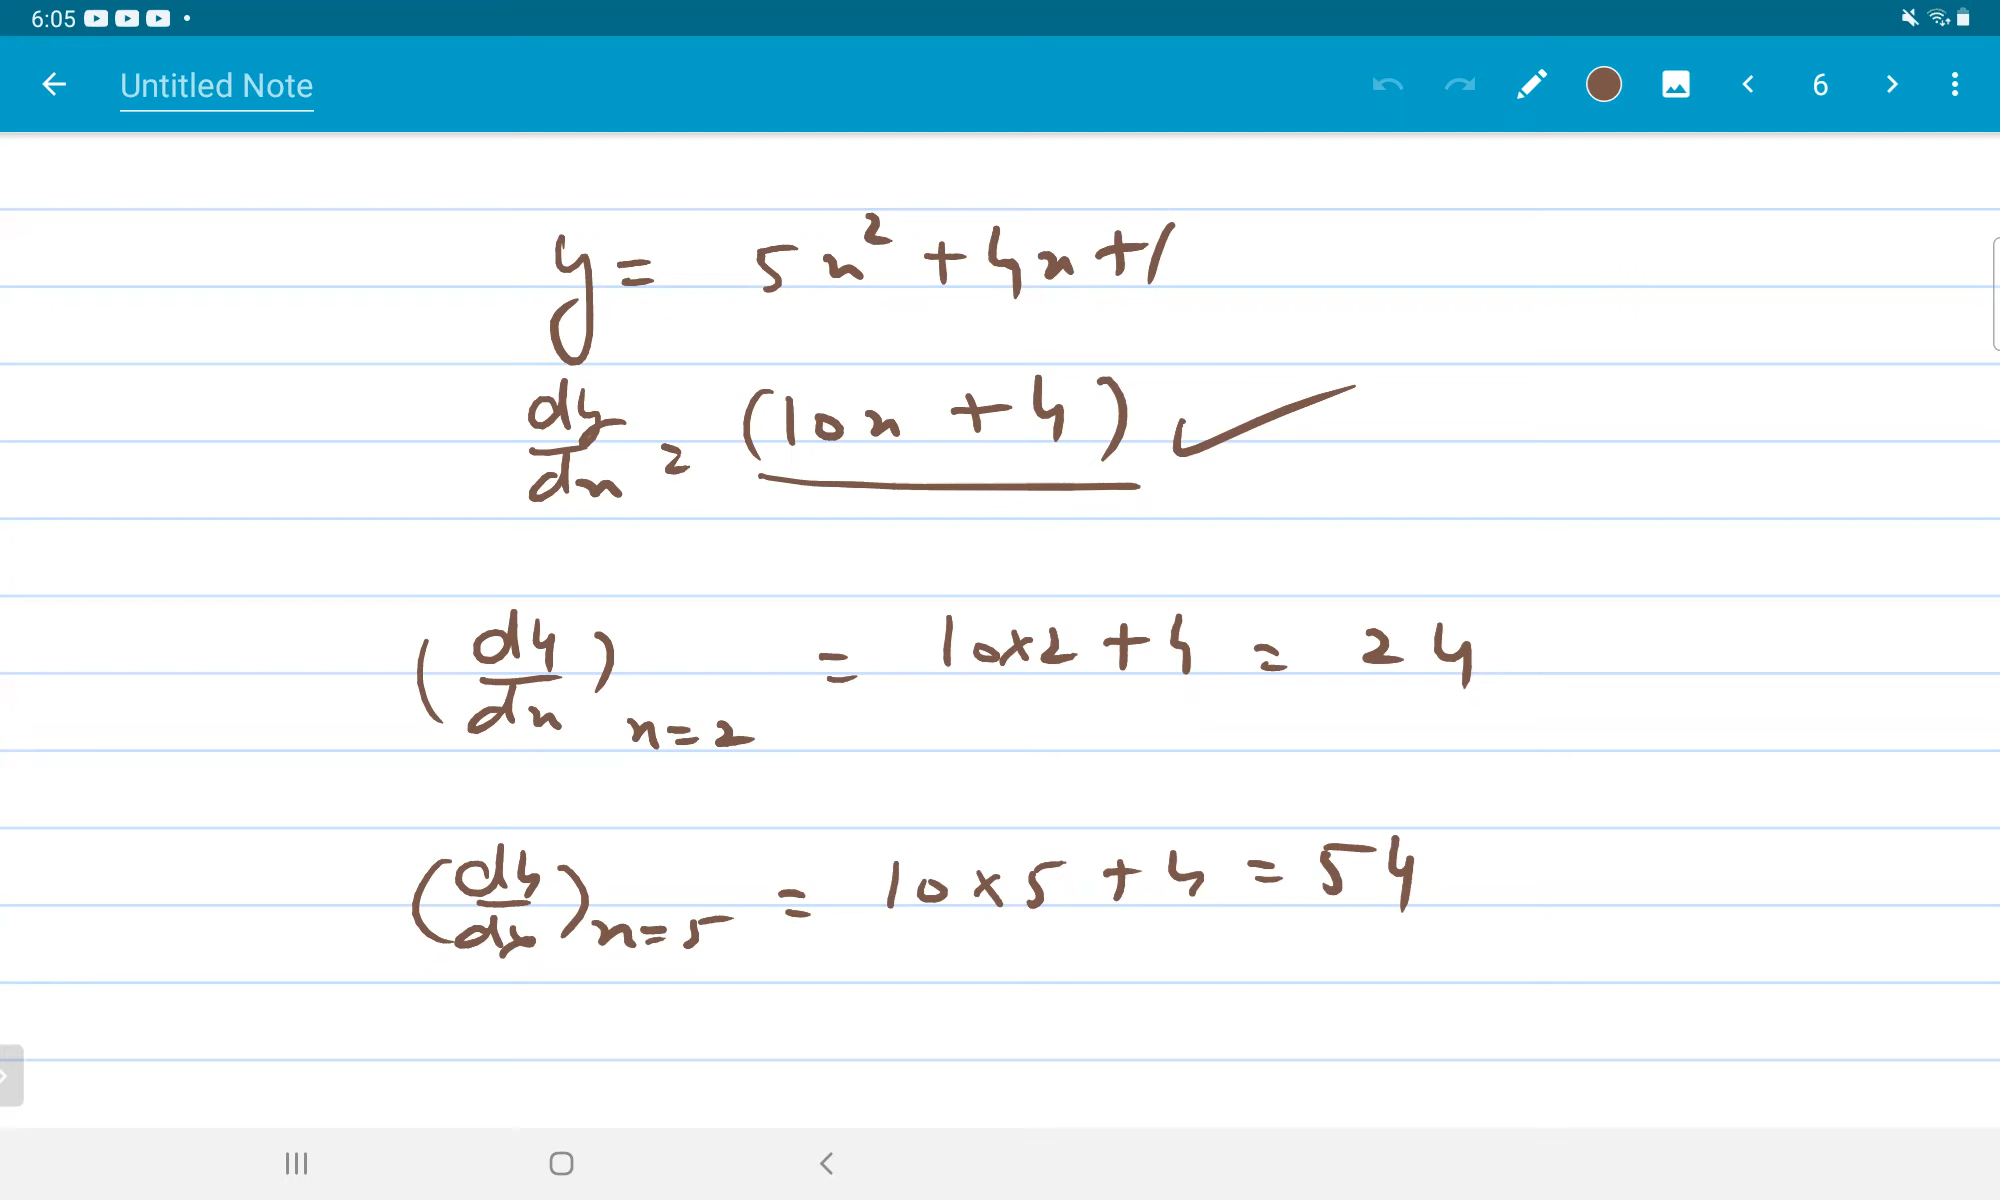 6:05
Untitled Note
6
y = 5x² + 4x + 1
dy/dx = (10x + 4) ✓
(dy/dx) x=2 = 10×2 + 4 = 24
(dy/dx) x=5 = 10×5 + 4 = 54